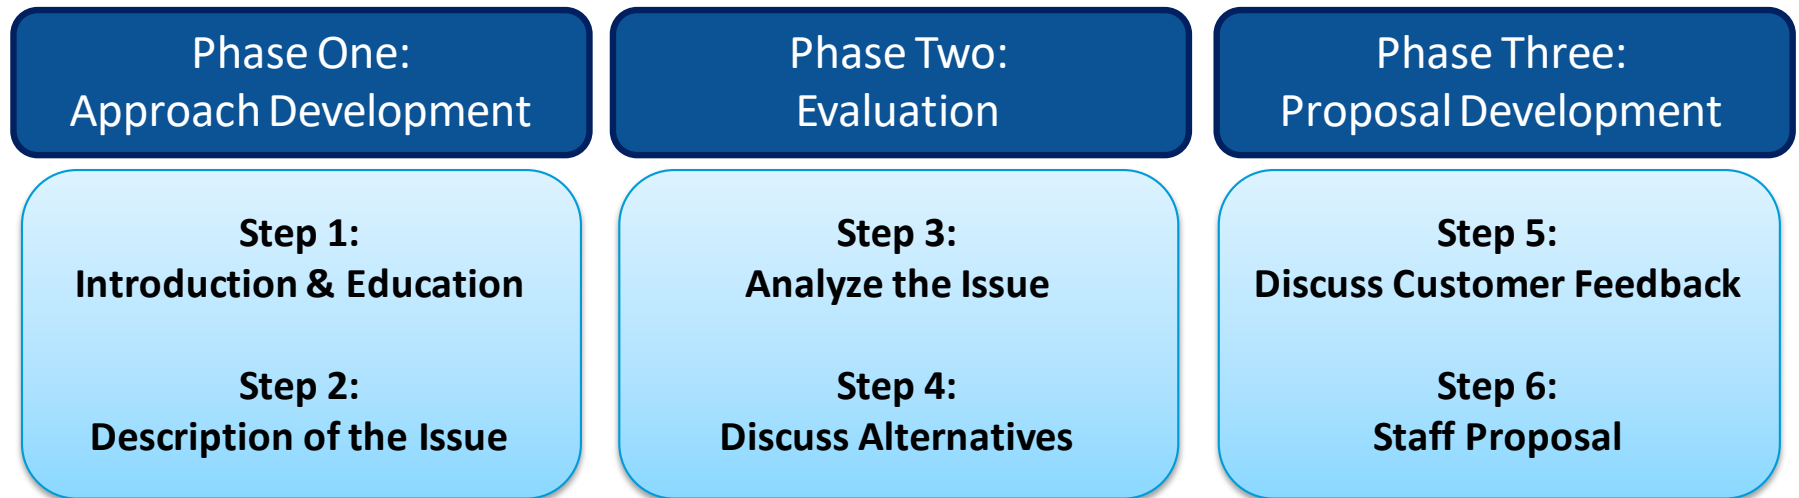 Phase One:
Approach Development
Step 1:
Introduction & Education
Step 2:
Description of the Issue
Phase Two:
Evaluation
Step 3:
Analyze the Issue
Step 4:
Discuss Alternatives
Phase Three:
Proposal Development
Step 5:
Discuss Customer Feedback
Step 6:
Staff Proposal